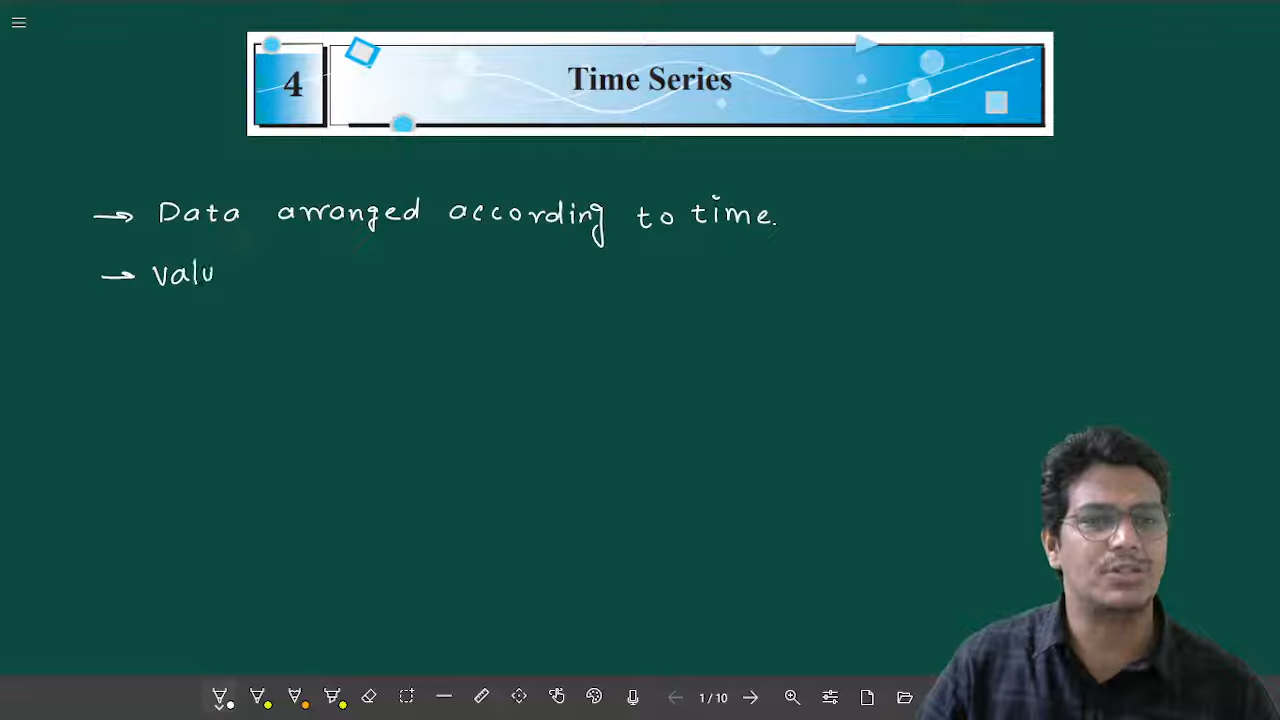 4
Time Series
→ Data arranged according to time.
→ valu
1/10